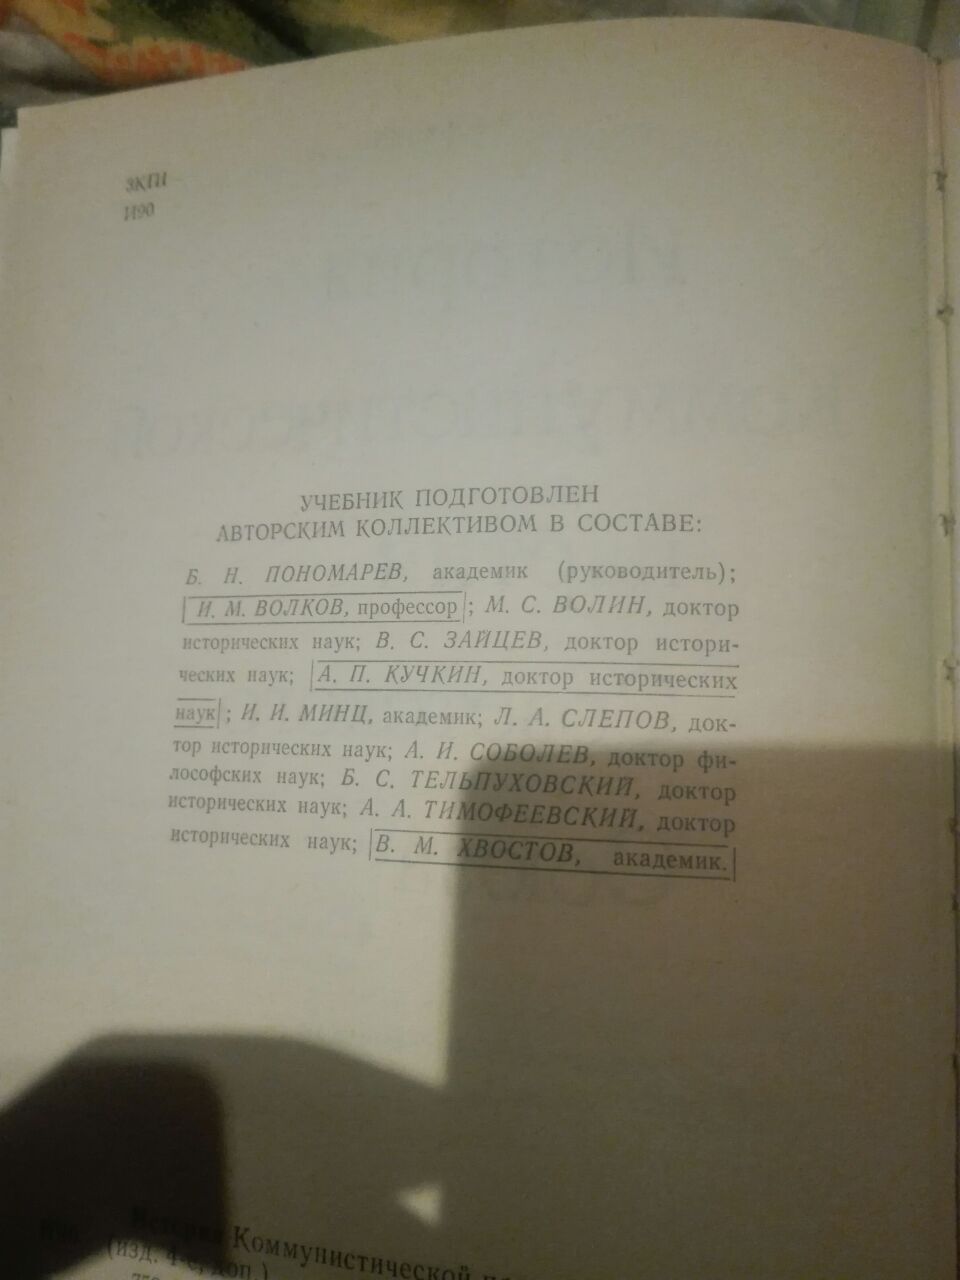 ЗКП1
И90
УЧЕБНИК ПОДГОТОВЛЕН
АВТОРСКИМ КОЛЛЕКТИВОМ В СОСТАВЕ:
Б. Н. ПОНОМАРЕВ, академик (руководитель);
И. М. ВОЛКОВ, профессор; М. С. ВОЛИН, доктор
исторических наук; В. С. ЗАЙЦЕВ, доктор истори-
ческих наук; А. П. КУЧКИН, доктор исторических
наук; И. И. МИНЦ, академик; Л. А. СЛЕПОВ, док-
тор исторических наук; А. И. СОБОЛЕВ, доктор фи-
лософских наук; Б. С. ТЕЛЬПУХОВСКИЙ, доктор
исторических наук; А. А. ТИМОФЕЕВСКИЙ, доктор
исторических наук; В. М. ХВОСТОВ, академик.
История Коммунистической
(изд. 4-е, доп.)